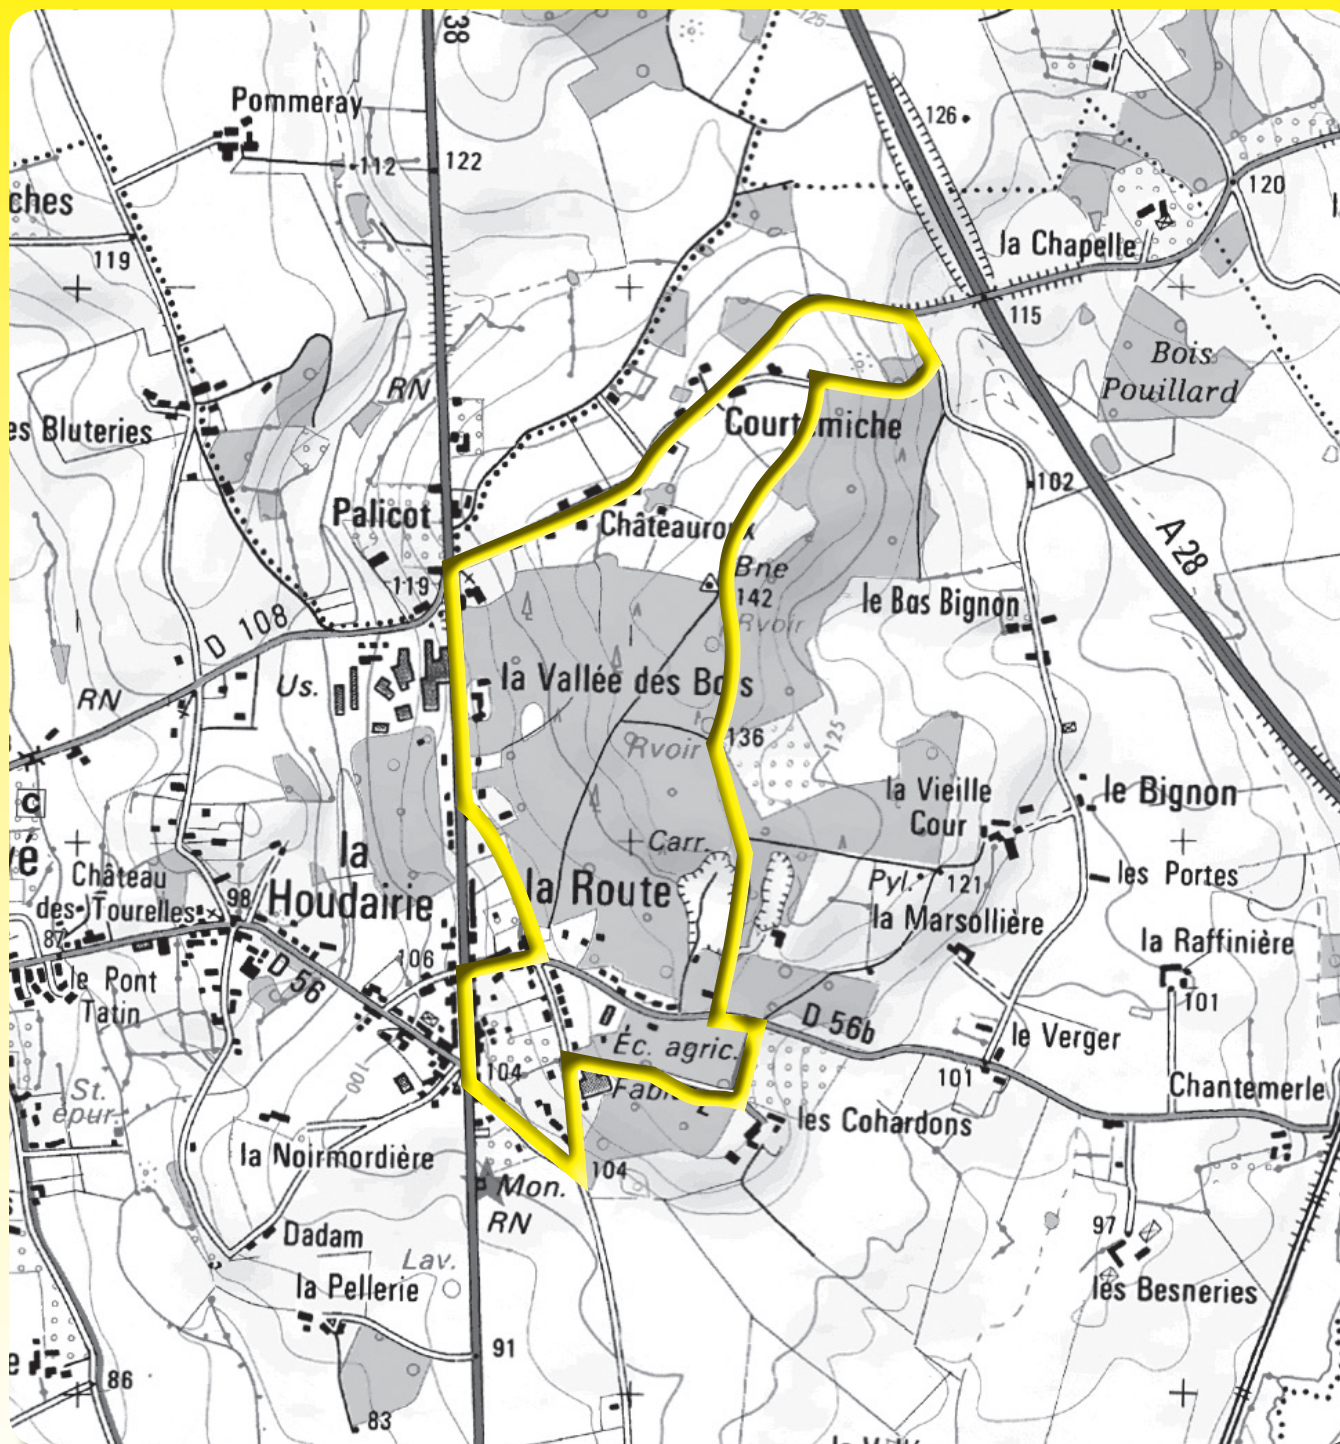 38
125
Pommeray
126
112
122
120
ches
la Chapelle
119
115
Bois
Pouillard
RN
es Bluteries
Courtemiche
102
Palicot
Châteauroux
A 28
119
Bne
142
le Bas Bignon
D 108
Rvoir
Us.
la Vallée des Bois
RN
Rvoir
136
125
C
la Vieille
Cour
le Bignon
é
Carr.
la
Houdairie
Château
des Tourelles
98
la Route
Pyl.
121
les Portes
la Marsollière
87
106
la Raffinière
le Pont
Tatin
D 56
101
D 56b
le Verger
Éc. agric.
104
100
101
St.
épur.
Fab
Chantemerle
les Cohardons
la Noirmordière
104
Mon.
RN
97
Dadam
Lav.
la Pellerie
les Besneries
91
e
86
83